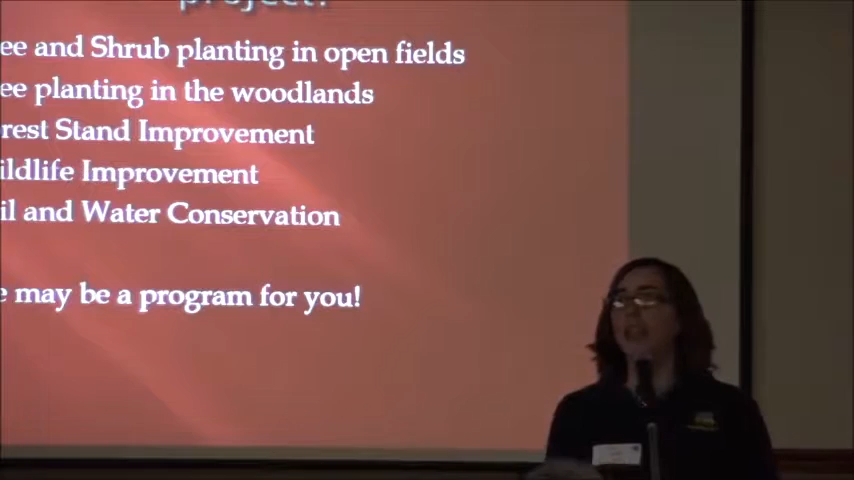 project?
ee and Shrub planting in open fields
ee planting in the woodlands
rest Stand Improvement
ildlife Improvement
il and Water Conservation
e may be a program for you!